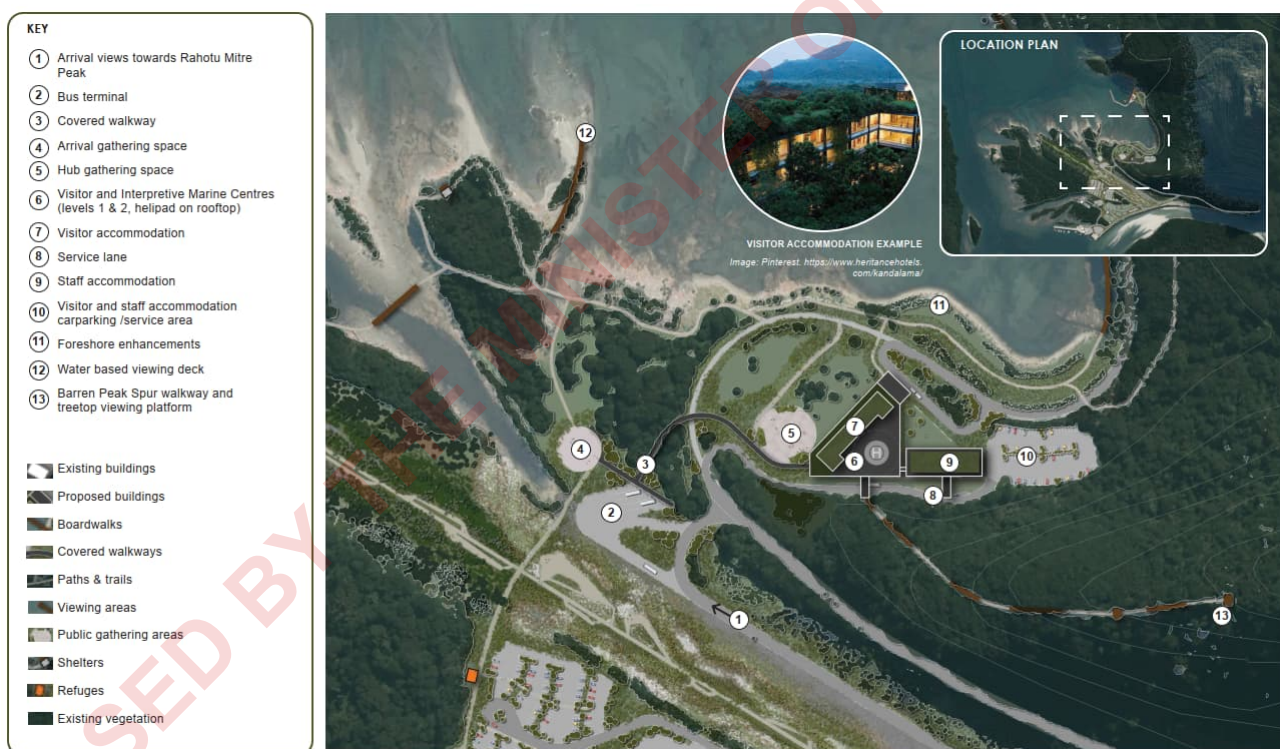 KEY
1 Arrival views towards Rahotu Mitre
Peak
2 Bus terminal
3 Covered walkway
4 Arrival gathering space
5 Hub gathering space
6 Visitor and Interpretive Marine Centres
(levels 1 & 2, helipad on rooftop)
7 Visitor accommodation
8 Service lane
9 Staff accommodation
10 Visitor and staff accommodation
carparking /service area
11 Foreshore enhancements
12 Water based viewing deck
13 Barren Peak Spur walkway and
treetop viewing platform
Existing buildings
Proposed buildings
Boardwalks
Covered walkways
Paths & trails
Viewing areas
Public gathering areas
Shelters
Refuges
Existing vegetation
LOCATION PLAN
VISITOR ACCOMMODATION EXAMPLE
Image: Pinterest. https://www.heritancehotels.
com/kandalama/
12
11
7
5
4
3
6
H
9
10
8
2
1
13
SED BY THE MINISTER O